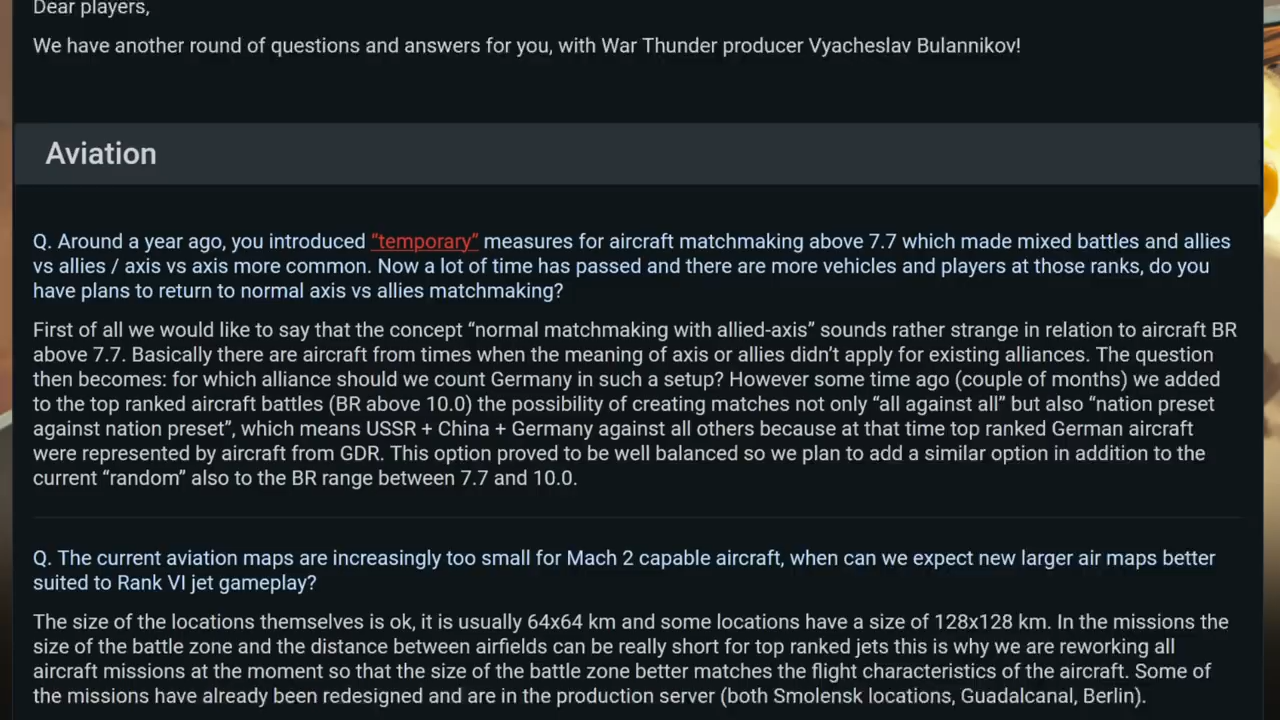 Dear players,
We have another round of questions and answers for you, with War Thunder producer Vyacheslav Bulannikov!
Aviation
Q. Around a year ago, you introduced “temporary” measures for aircraft matchmaking above 7.7 which made mixed battles and allies
vs allies / axis vs axis more common. Now a lot of time has passed and there are more vehicles and players at those ranks, do you
have plans to return to normal axis vs allies matchmaking?
First of all we would like to say that the concept “normal matchmaking with allied-axis” sounds rather strange in relation to aircraft BR
above 7.7. Basically there are aircraft from times when the meaning of axis or allies didn’t apply for existing alliances. The question
then becomes: for which alliance should we count Germany in such a setup? However some time ago (couple of months) we added
to the top ranked aircraft battles (BR above 10.0) the possibility of creating matches not only “all against all” but also “nation preset
against nation preset”, which means USSR + China + Germany against all others because at that time top ranked German aircraft
were represented by aircraft from GDR. This option proved to be well balanced so we plan to add a similar option in addition to the
current “random” also to the BR range between 7.7 and 10.0.
Q. The current aviation maps are increasingly too small for Mach 2 capable aircraft, when can we expect new larger air maps better
suited to Rank VI jet gameplay?
The size of the locations themselves is ok, it is usually 64x64 km and some locations have a size of 128x128 km. In the missions the
size of the battle zone and the distance between airfields can be really short for top ranked jets this is why we are reworking all
aircraft missions at the moment so that the size of the battle zone better matches the flight characteristics of the aircraft. Some of
the missions have already been redesigned and are in the production server (both Smolensk locations, Guadalcanal, Berlin).